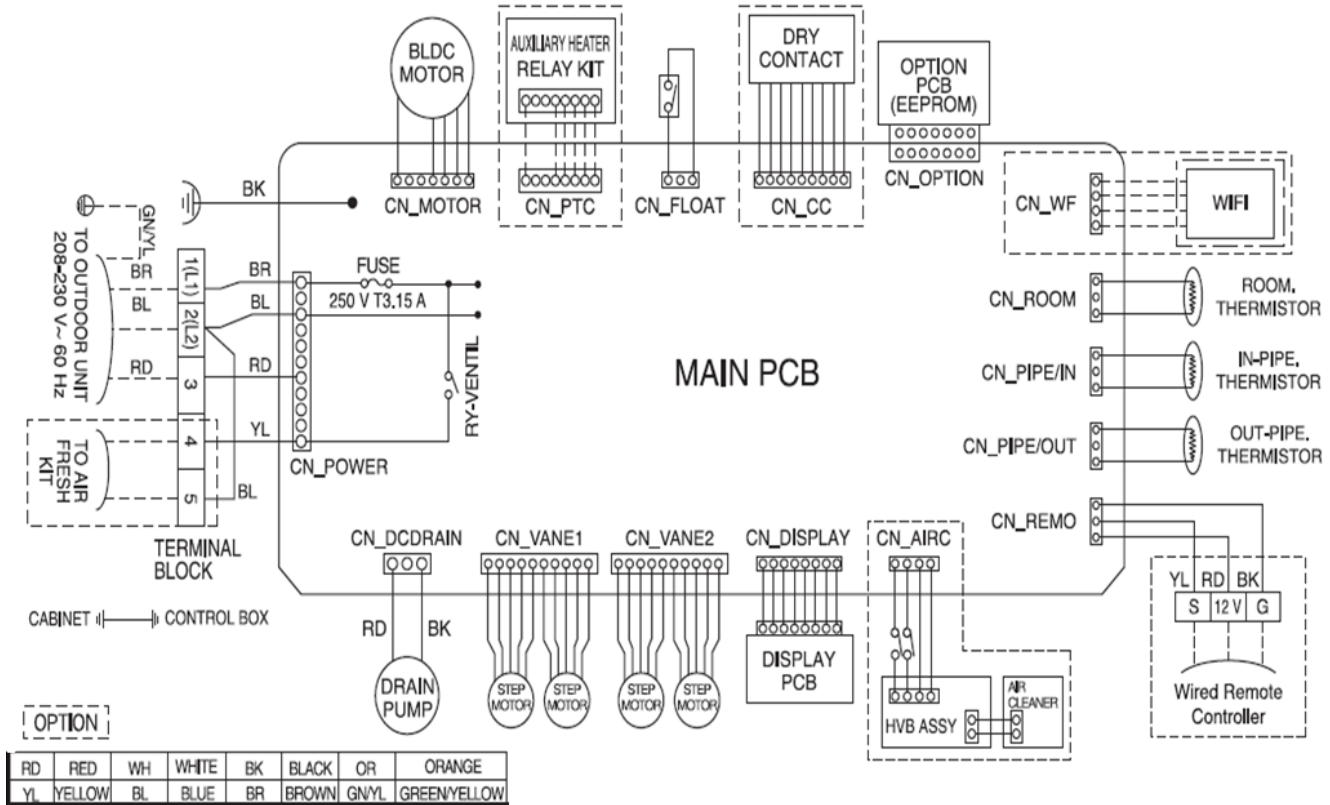 BLDC
MOTOR
AUXILIARY HEATER
RELAY KIT
DRY
CONTACT
OPTION
PCB
(EEPROM)
CN_MOTOR
CN_PTC
CN_FLOAT
CN_CC
CN_OPTION
CN_WF
WIFI
BK
GN/YL
TO OUTDOOR UNIT
208-230 V~ 60 Hz
BR
BL
RD
1(L1)
2(L2)
3
4
5
BR
BL
RD
YL
BL
FUSE
250 V T3.15 A
RY-VENTIL
CN_POWER
TO AIR
FRESH
KIT
TERMINAL
BLOCK
MAIN PCB
CN_ROOM
ROOM.
THERMISTOR
CN_PIPE/IN
IN-PIPE.
THERMISTOR
CN_PIPE/OUT
OUT-PIPE.
THERMISTOR
CN_REMO
YL RD BK
S 12 V G
Wired Remote
Controller
CN_DCDRAIN
CN_VANE1
CN_VANE2
CN_DISPLAY
CN_AIRC
CABINET
CONTROL BOX
RD
BK
DRAIN
PUMP
STEP
MOTOR
STEP
MOTOR
STEP
MOTOR
STEP
MOTOR
DISPLAY
PCB
HVB ASSY
AIR
CLEANER
OPTION
RD RED WH WHITE BK BLACK OR ORANGE
YL YELLOW BL BLUE BR BROWN GN/YL GREEN/YELLOW